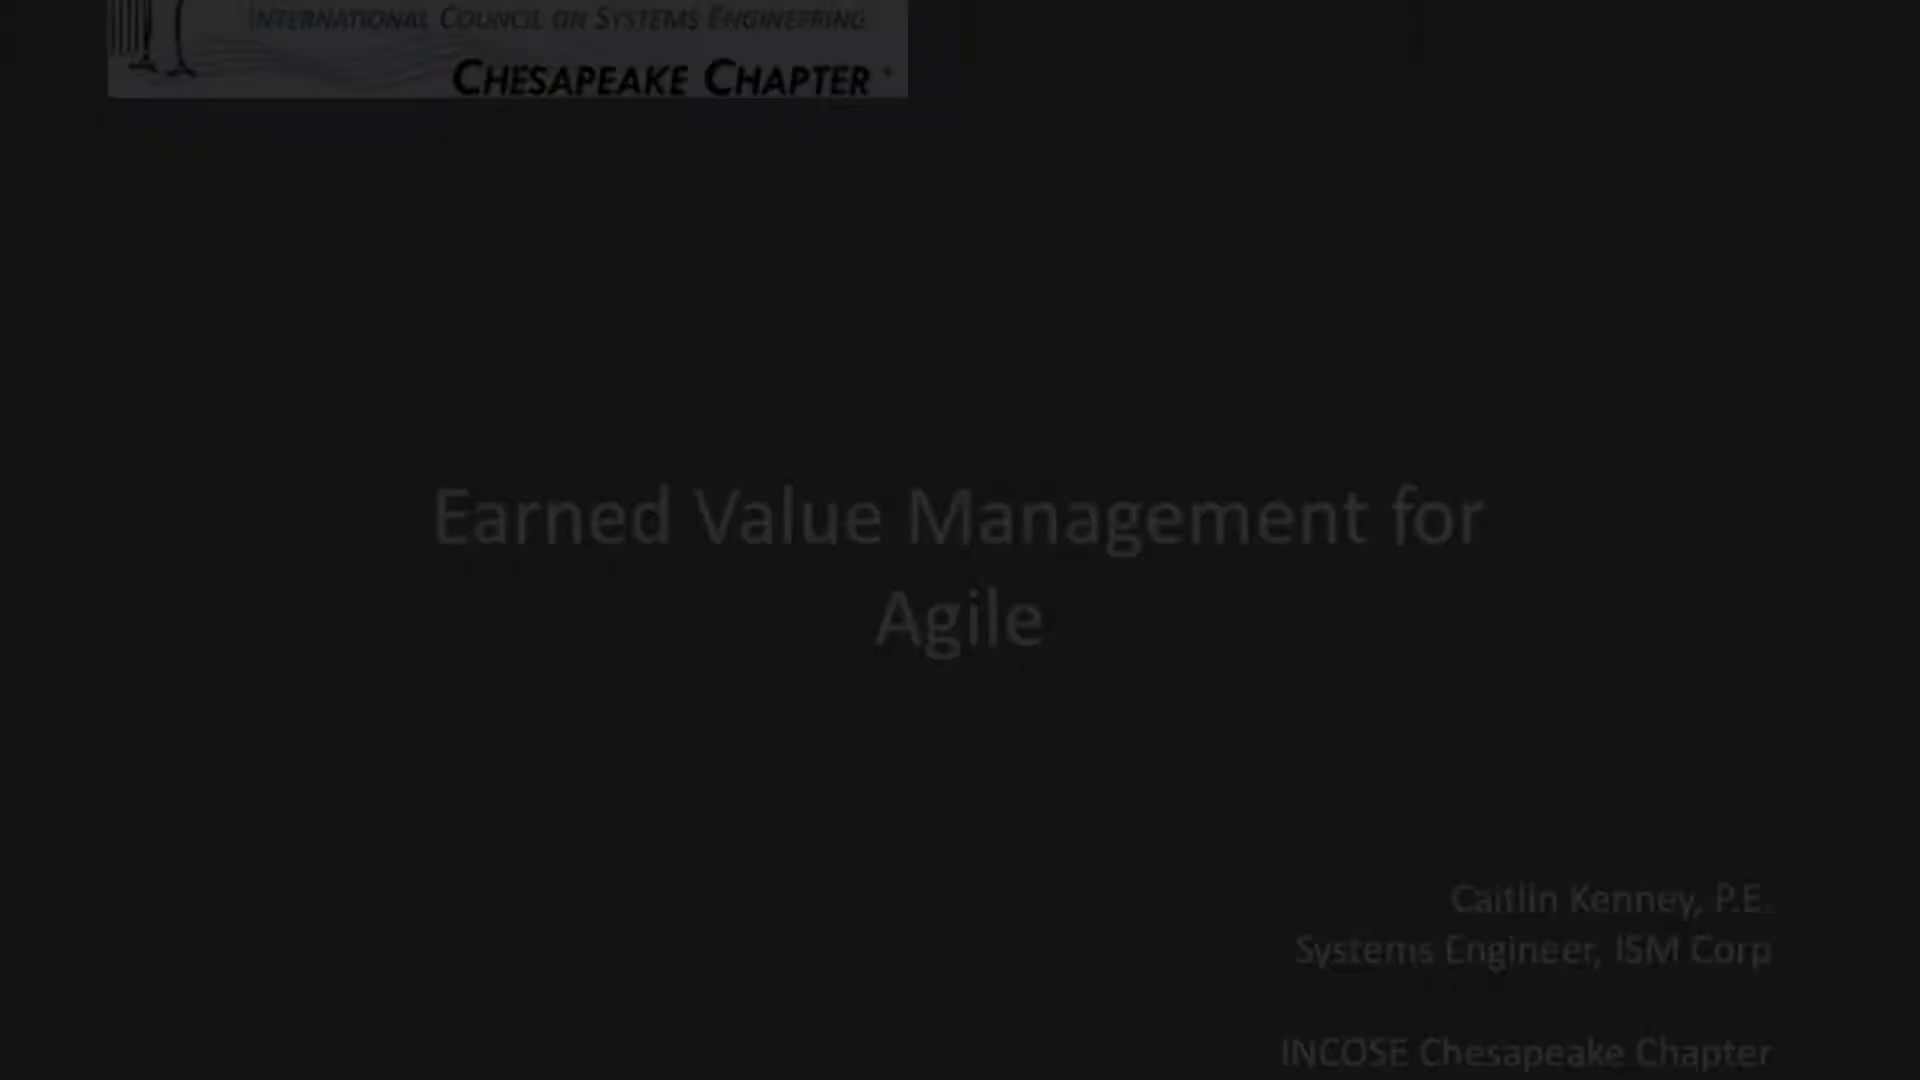 INTERNATIONAL COUNCIL ON SYSTEMS ENGINEERING
CHESAPEAKE CHAPTER
Earned Value Management for
Agile
Caitlin Kenney, P.E.
Systems Engineer, ISM Corp
INCOSE Chesapeake Chapter